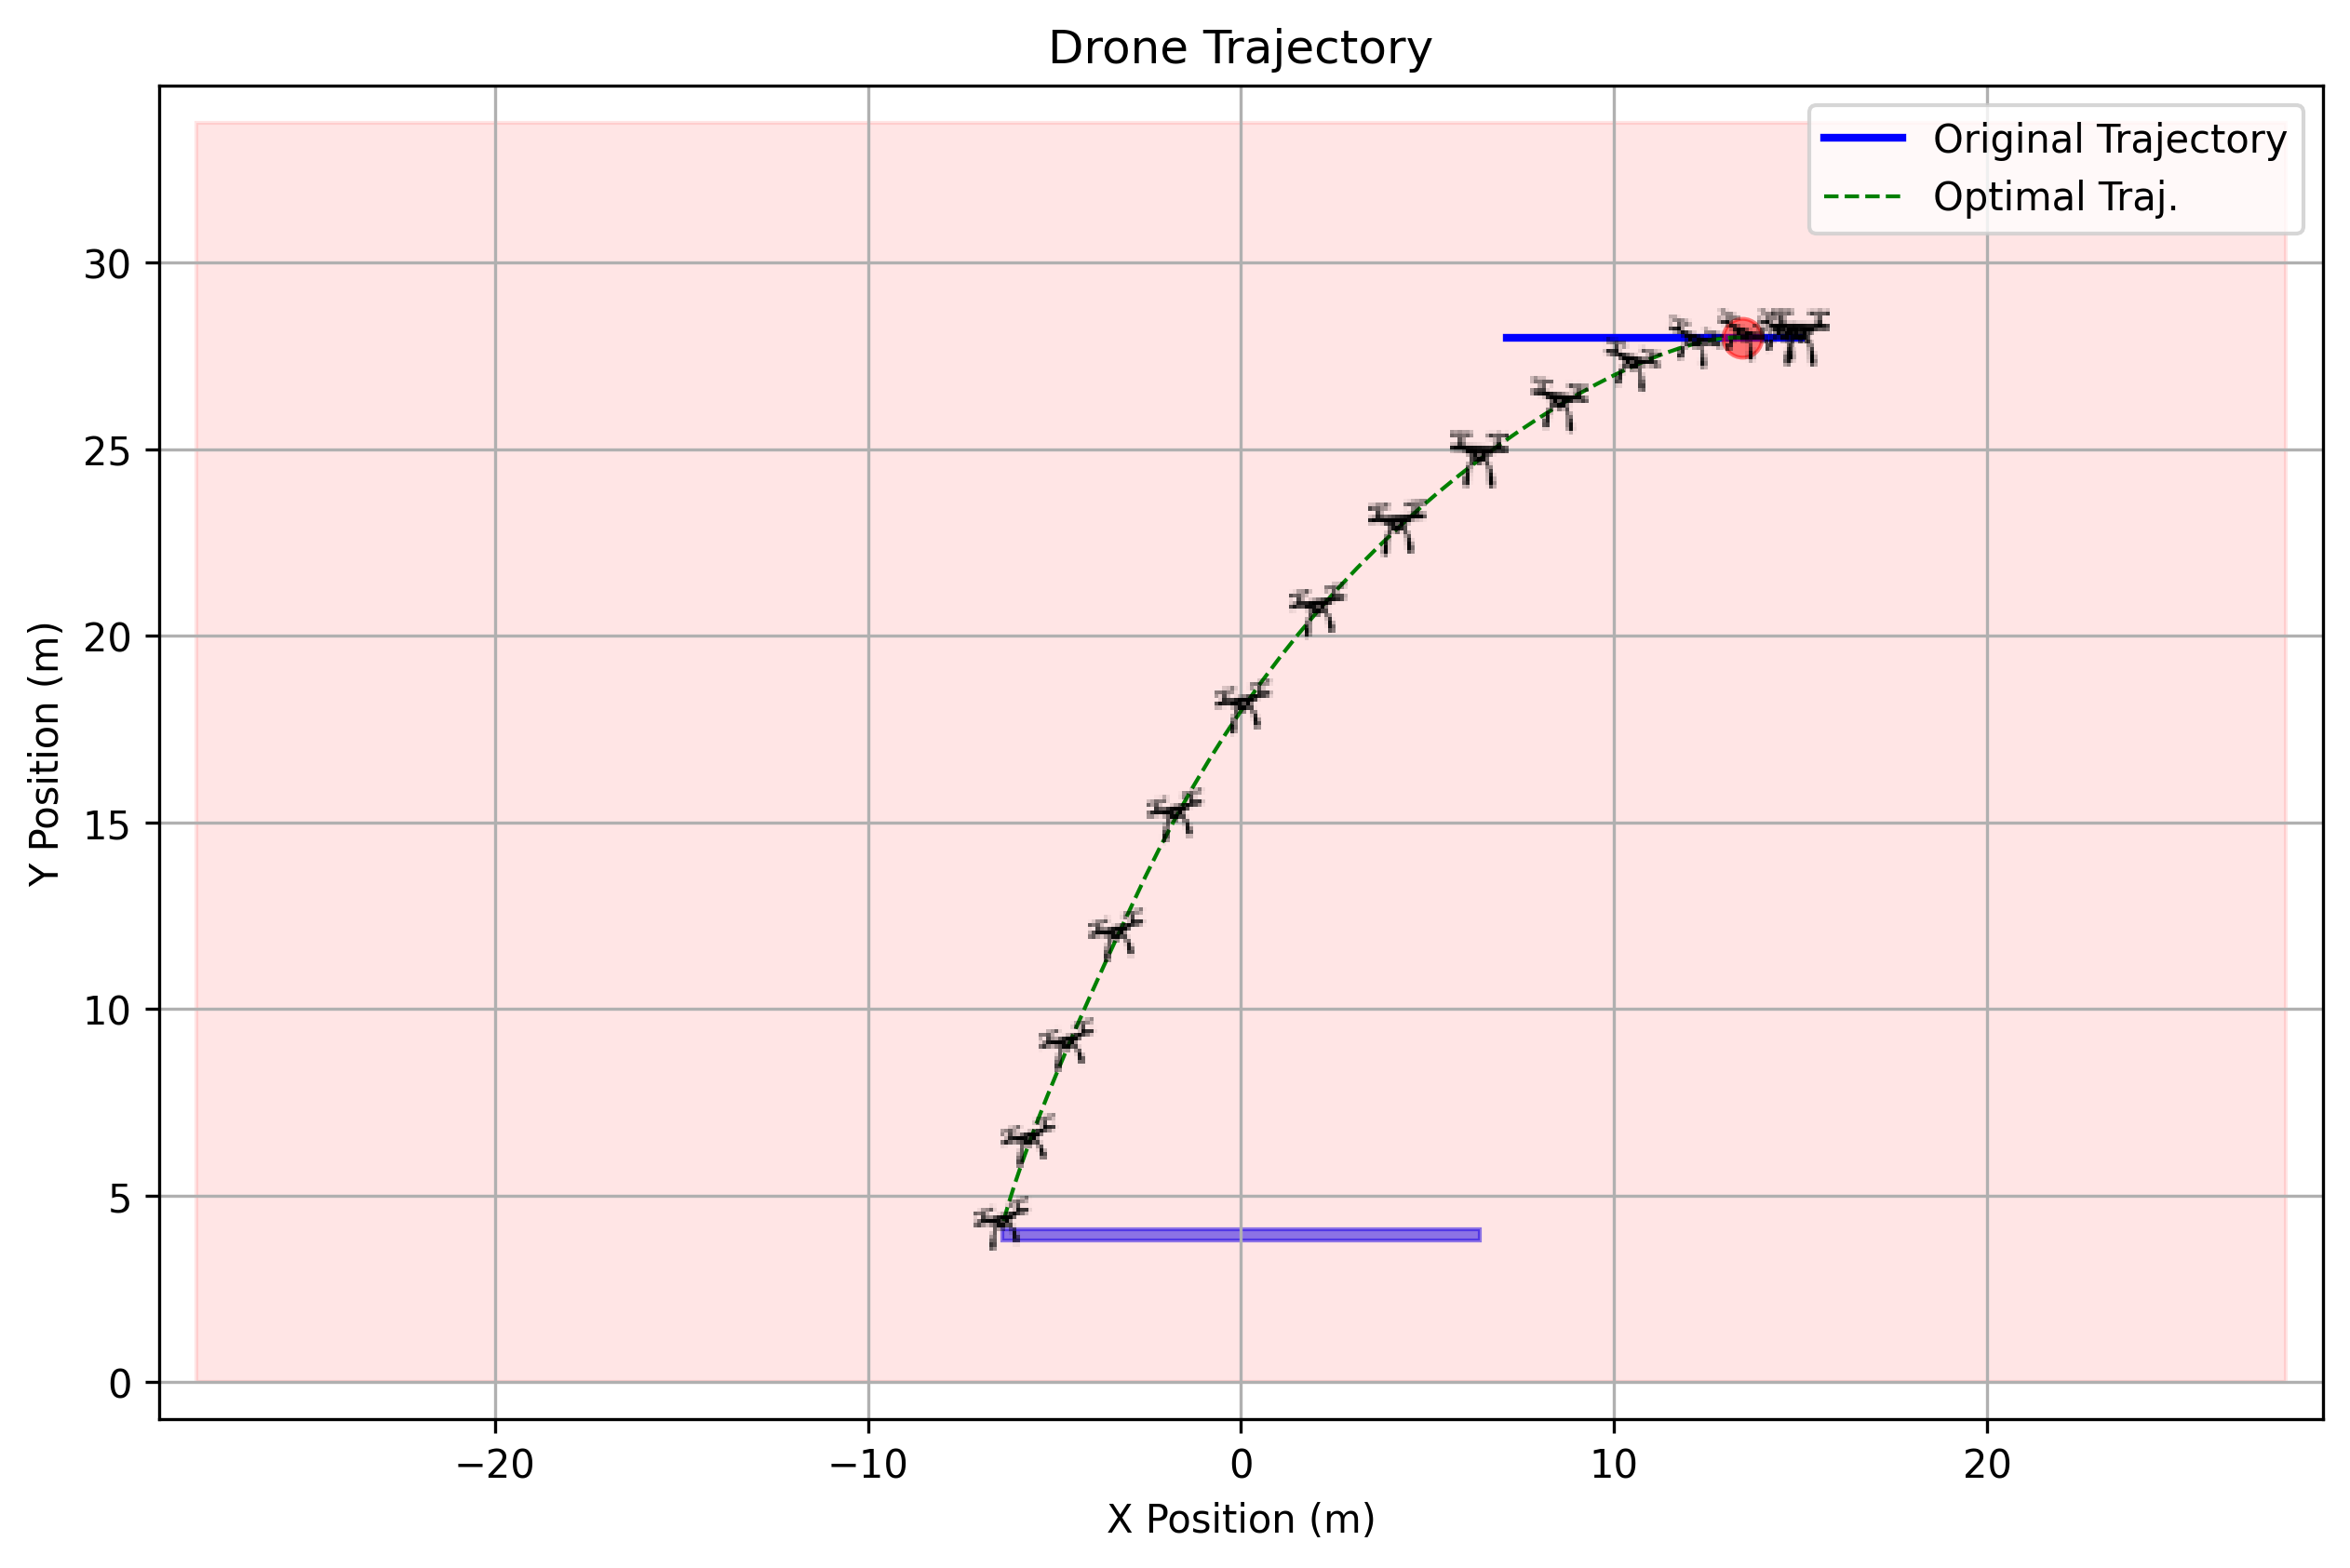 Drone Trajectory
Original Trajectory
Optimal Traj.
Y Position (m)
30
25
20
15
10
5
0
−20
−10
0
10
20
X Position (m)